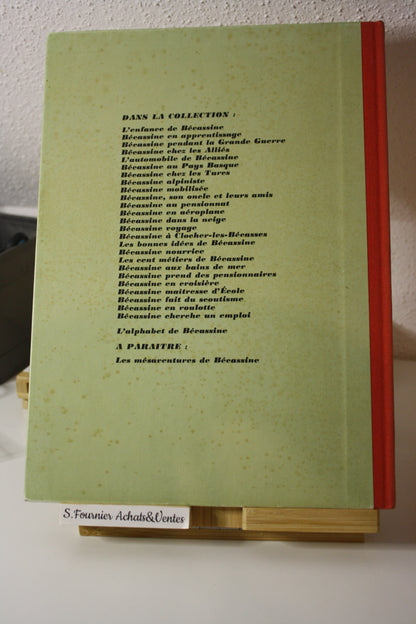 DANS LA COLLECTION :
L'enfance de Bécassine
Bécassine en apprentissage
Bécassine pendant la Grande Guerre
Bécassine chez les Alliés
L'automobile de Bécassine
Bécassine au Pays Basque
Bécassine chez les Turcs
Bécassine alpiniste
Bécassine mobilisée
Bécassine, son oncle et leurs amis
Bécassine au pensionnat
Bécassine en aéroplane
Bécassine dans la neige
Bécassine voyage
Bécassine à Clocher-les-Bécasses
Les bonnes idées de Bécassine
Bécassine nourrice
Les cent métiers de Bécassine
Bécassine aux bains de mer
Bécassine prend des pensionnaires
Bécassine en croisière
Bécassine maitresse d'École
Bécassine fait du scoutisme
Bécassine en roulotte
Bécassine cherche un emploi
L'alphabet de Bécassine
A PARAITRE :
Les mésaventures de Bécassine
S.Fournier Achats&Ventes